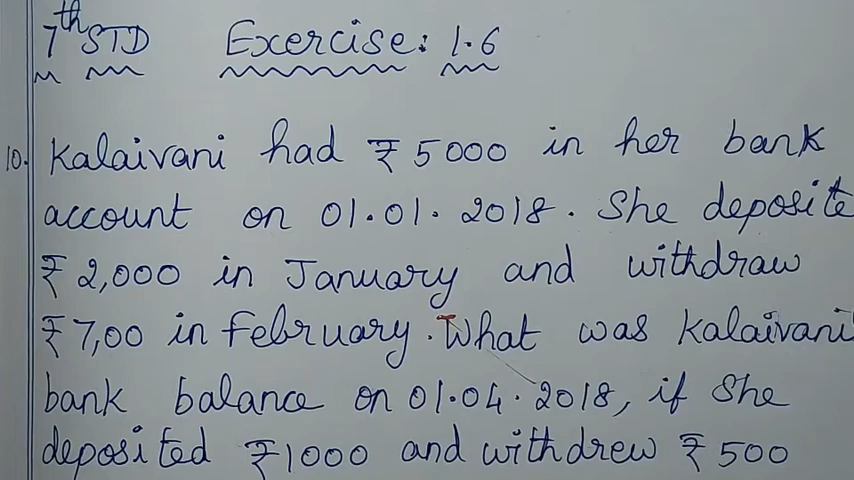 7th STD Exercise: 1.6
10. Kalaivani had ₹ 5000 in her bank
account on 01.01.2018. She deposite
₹ 2,000 in January and withdraw
₹ 7,00 in February. What was Kalaivani
bank balance on 01.04.2018, if She
deposited ₹ 1000 and withdrew ₹ 500